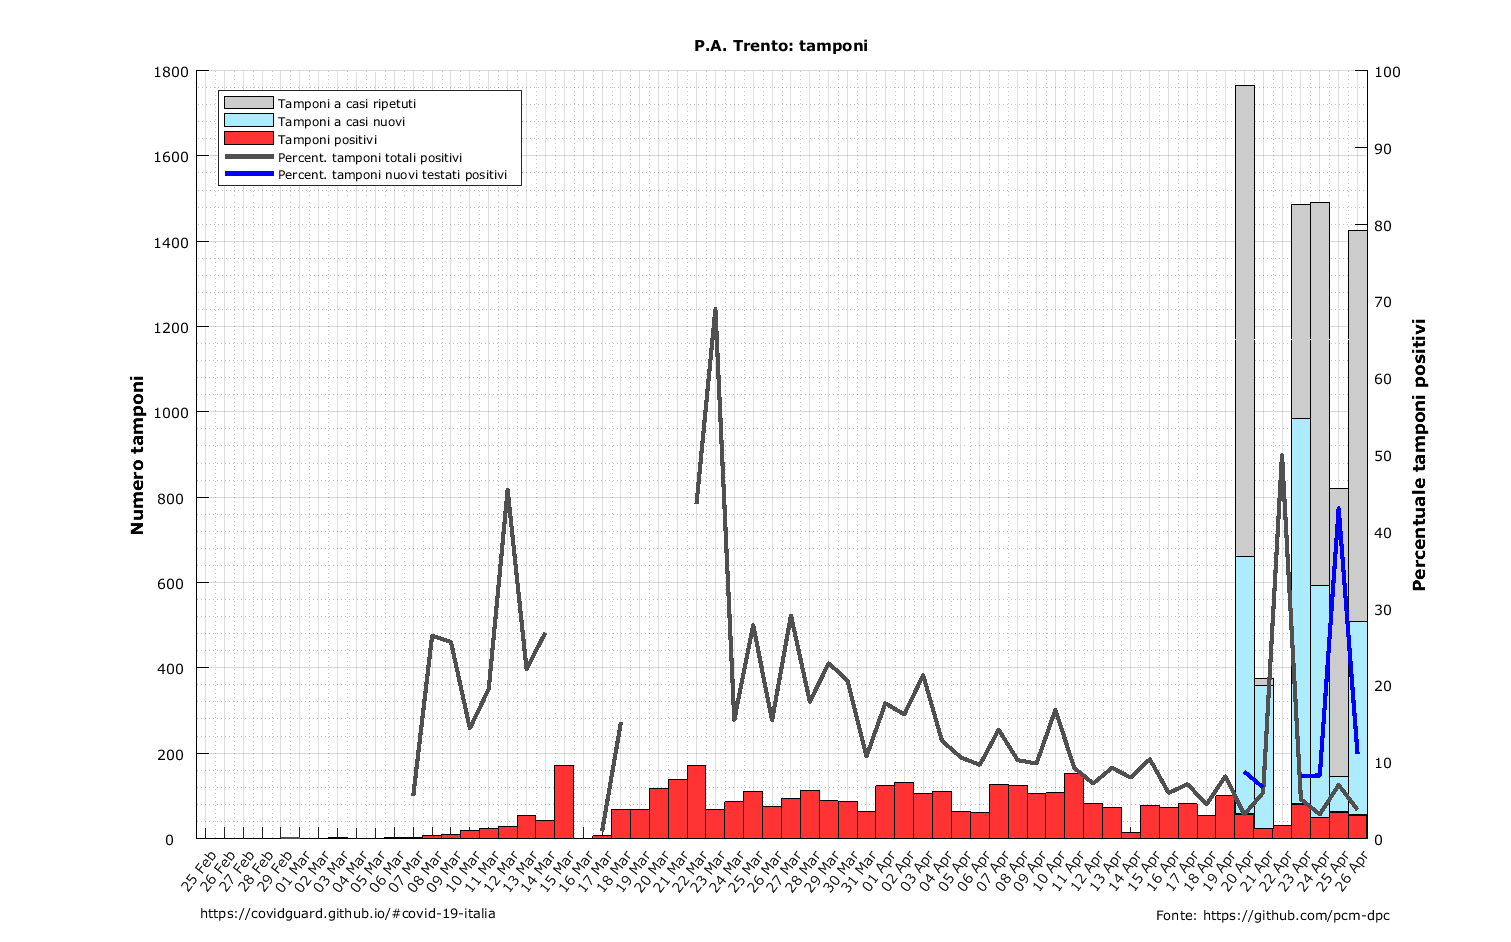 P.A. Trento: tamponi
Tamponi a casi ripetuti
Tamponi a casi nuovi
Tamponi positivi
Percent. tamponi totali positivi
Percent. tamponi nuovi testati positivi
Numero tamponi
1800
1600
1400
1200
1000
800
600
400
200
0
100
90
80
70
60
50
40
30
20
10
0
Percentuale tamponi positivi
25 Feb
26 Feb
27 Feb
28 Feb
29 Feb
01 Mar
02 Mar
03 Mar
04 Mar
05 Mar
06 Mar
07 Mar
08 Mar
09 Mar
10 Mar
11 Mar
12 Mar
13 Mar
14 Mar
15 Mar
16 Mar
17 Mar
18 Mar
19 Mar
20 Mar
21 Mar
22 Mar
23 Mar
24 Mar
25 Mar
26 Mar
27 Mar
28 Mar
29 Mar
30 Mar
31 Mar
01 Apr
02 Apr
03 Apr
04 Apr
05 Apr
06 Apr
07 Apr
08 Apr
09 Apr
10 Apr
11 Apr
12 Apr
13 Apr
14 Apr
15 Apr
16 Apr
17 Apr
18 Apr
19 Apr
20 Apr
21 Apr
22 Apr
23 Apr
24 Apr
25 Apr
26 Apr
https://covidguard.github.io/#covid-19-italia
Fonte: https://github.com/pcm-dpc